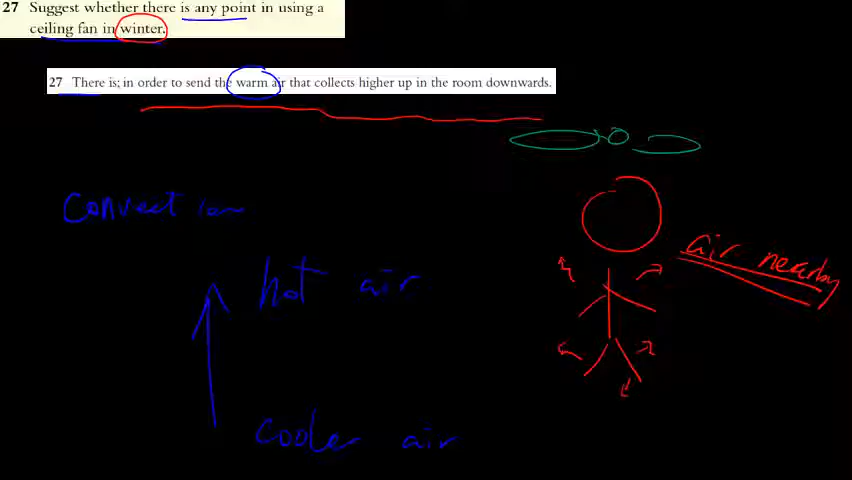 27 Suggest whether there is any point in using a
ceiling fan in winter.
27 There is; in order to send the warm air that collects higher up in the room downwards.
Convection
air nearby
hot air
cooler air